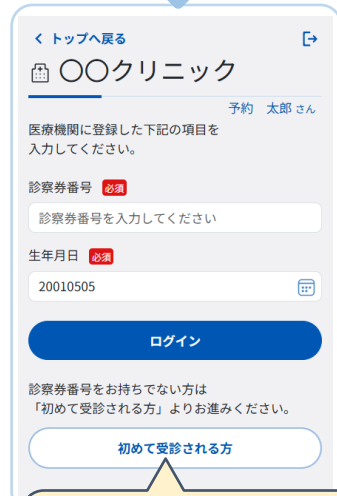 トップへ戻る
〇〇クリニック
予約 太郎 さん
医療機関に登録した下記の項目を
入力してください。
診察券番号 必須
診察券番号を入力してください
生年月日 必須
20010505
ログイン
診察券番号をお持ちでない方は
「初めて受診される方」よりお進みください。
初めて受診される方